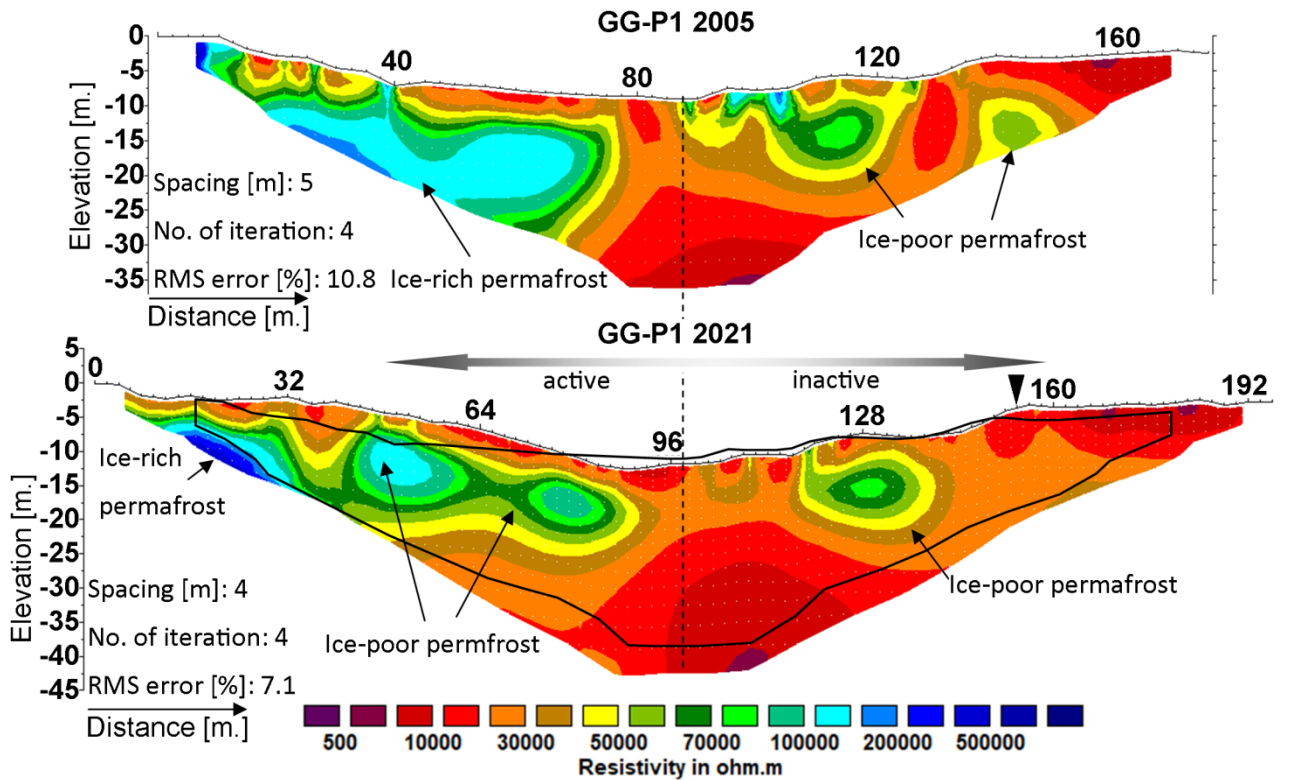 GG-P1 2005
0
-5
-10
-15
-20
-25
-30
-35
Elevation [m.]
40
80
120
160
Spacing [m]: 5
No. of iteration: 4
RMS error [%]: 10.8
Ice-rich permafrost
Ice-poor permafrost
Distance [m.]
GG-P1 2021
active
inactive
5
0
-5
-10
-15
-20
-25
-30
-35
-40
-45
Elevation [m.]
0
32
64
96
128
160
192
Ice-rich
permafrost
Spacing [m]: 4
No. of iteration: 4
RMS error [%]: 7.1
Ice-poor permfrost
Ice-poor permafrost
Distance [m.]
500 10000 30000 50000 70000 100000 200000 500000
Resistivity in ohm.m